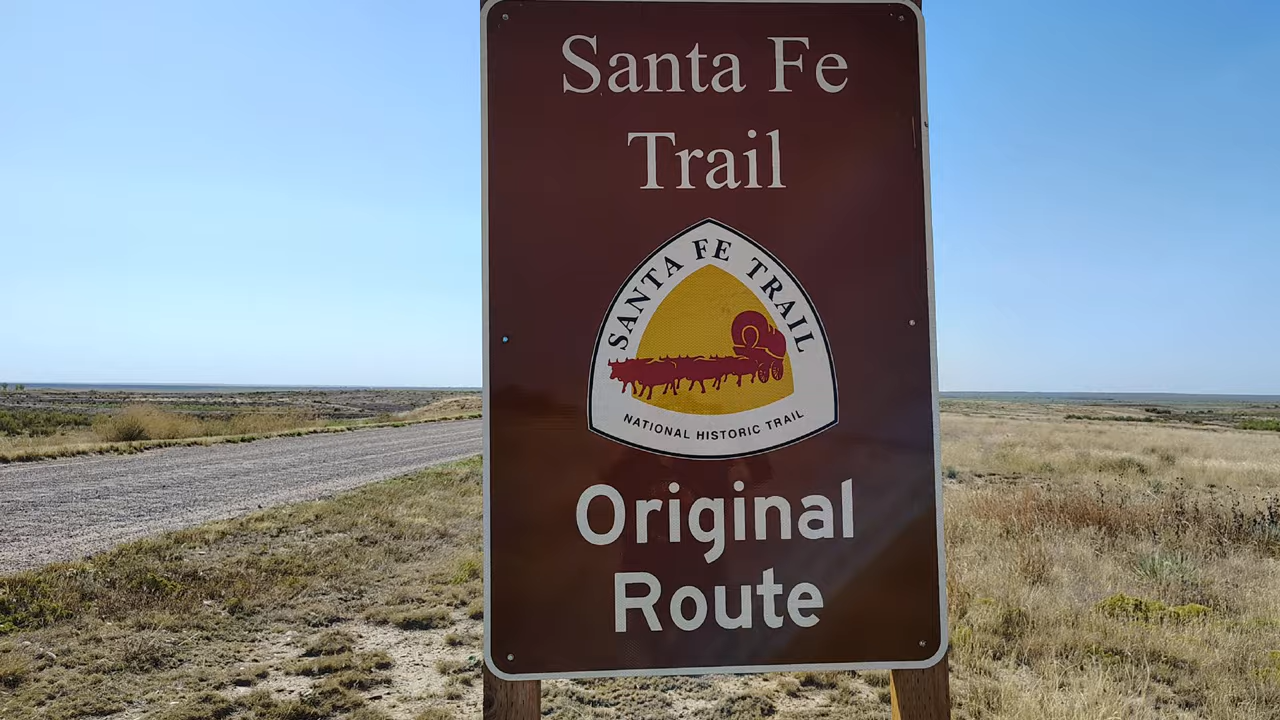 Santa Fe
Trail
SANTA FE TRAIL
NATIONAL HISTORIC TRAIL
Original
Route